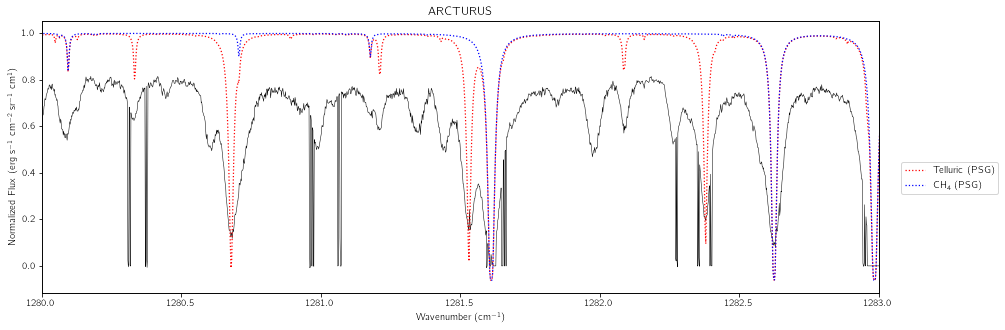 ARCTURUS
Normalized Flux (erg s⁻¹ cm⁻² sr⁻¹ cm¹)
1.0
0.8
0.6
0.4
0.2
0.0
1280.0 1280.5 1281.0 1281.5 1282.0 1282.5 1283.0
Wavenumber (cm⁻¹)
Telluric (PSG)
CH₄ (PSG)